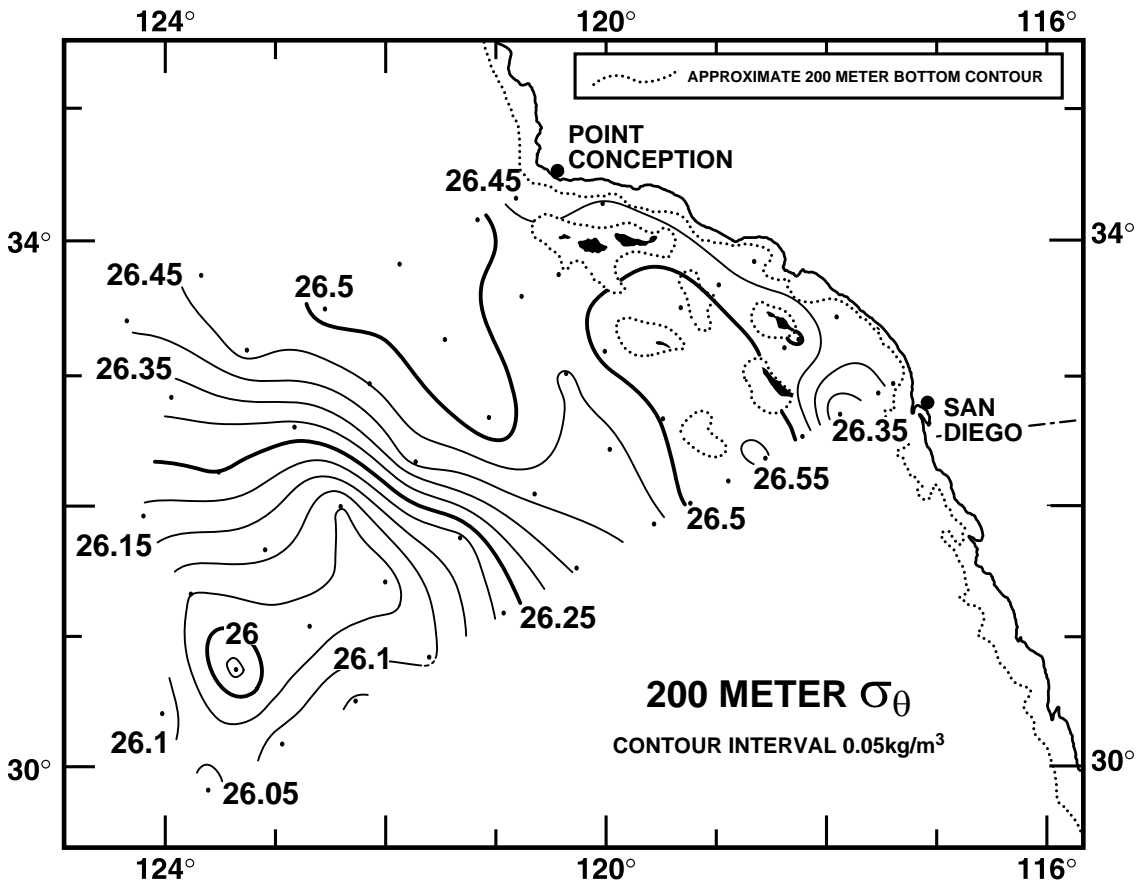 124° 120° 116°
APPROXIMATE 200 METER BOTTOM CONTOUR
POINT
CONCEPTION
26.45
34° 34°
26.45
26.5
26.35
SAN
DIEGO
26.35
26.55
26.5
26.15
26.25
26
26.1
200 METER σθ
26.1
CONTOUR INTERVAL 0.05kg/m³
30° 30°
26.05
124° 120° 116°